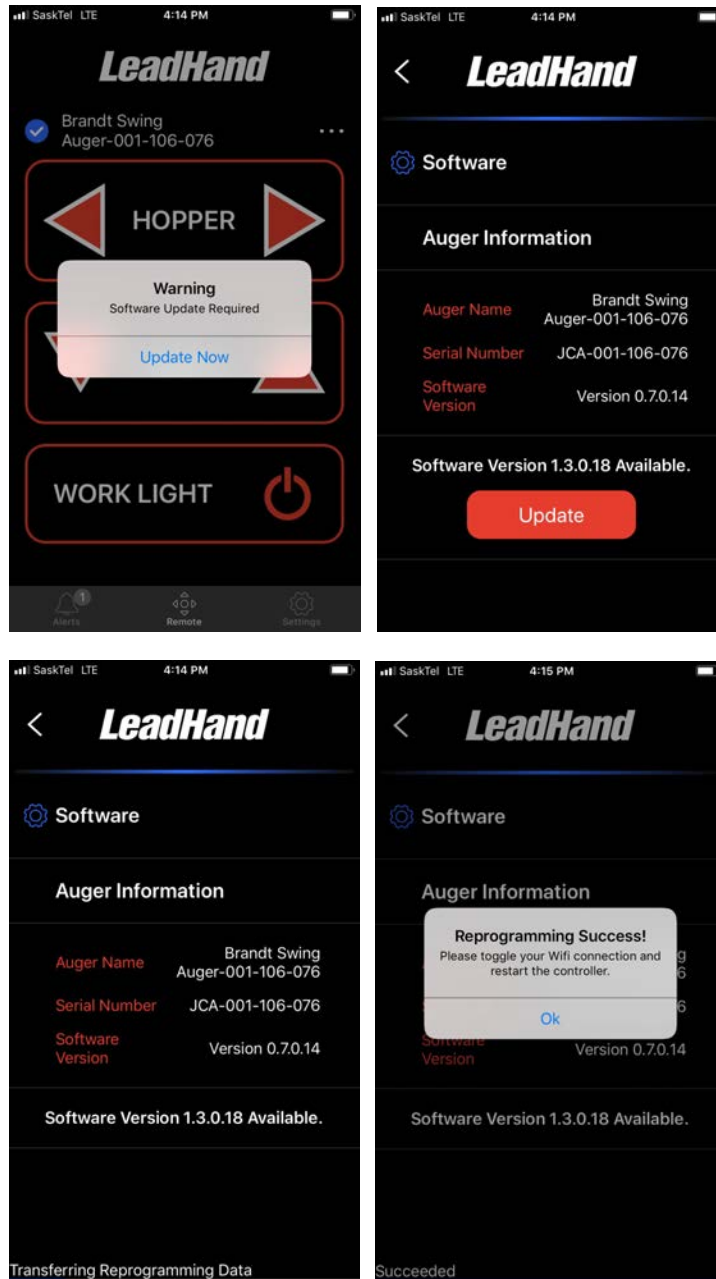 SaskTel LTE 4:14 PM
LeadHand
Brandt Swing
Auger-001-106-076
HOPPER
Warning
Software Update Required
Update Now
WORK LIGHT
1
Alerts Remote Settings
SaskTel LTE 4:14 PM
LeadHand
Software
Auger Information
Auger Name Brandt Swing
Auger-001-106-076
Serial Number JCA-001-106-076
Software
Version Version 0.7.0.14
Software Version 1.3.0.18 Available.
Update
SaskTel LTE 4:14 PM
LeadHand
Software
Auger Information
Auger Name Brandt Swing
Auger-001-106-076
Serial Number JCA-001-106-076
Software
Version Version 0.7.0.14
Software Version 1.3.0.18 Available.
Transferring Reprogramming Data
SaskTel LTE 4:15 PM
LeadHand
Software
Auger Information
Reprogramming Success!
Please toggle your Wifi connection and
restart the controller.
Ok
Software
Version Version 0.7.0.14
Software Version 1.3.0.18 Available.
Succeeded